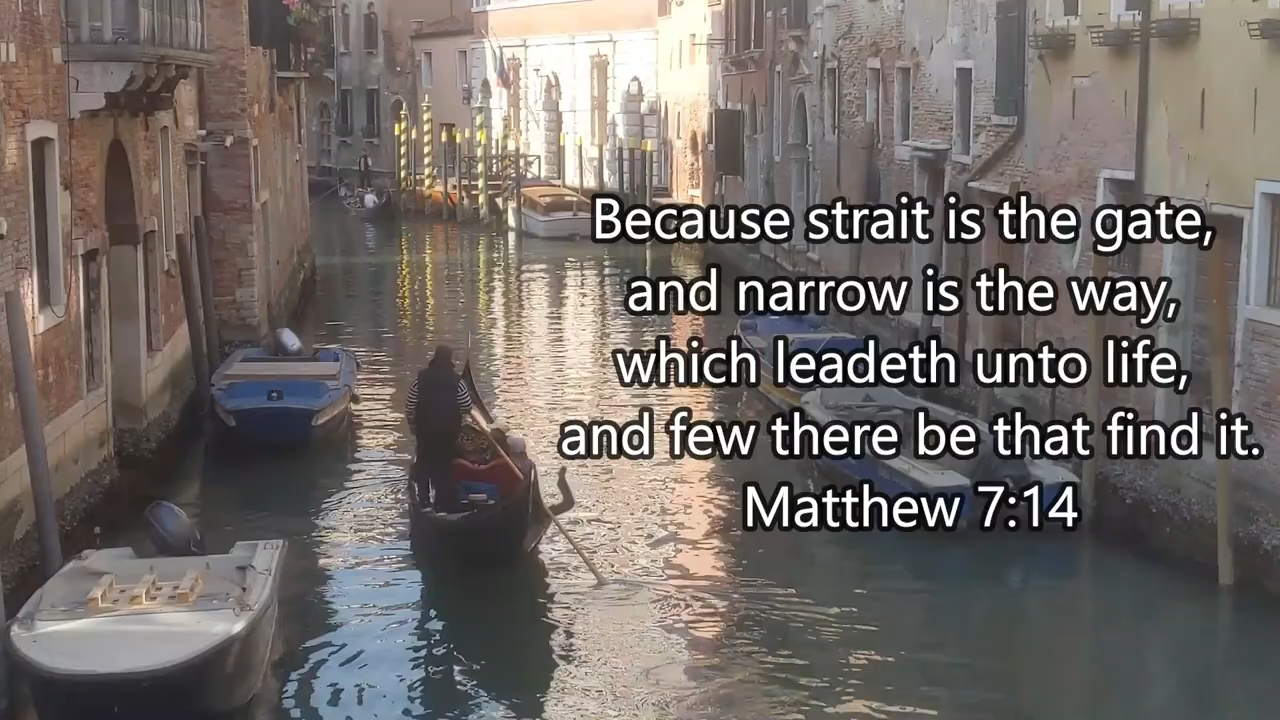 Because strait is the gate,
and narrow is the way,
which leadeth unto life,
and few there be that find it.
Matthew 7:14